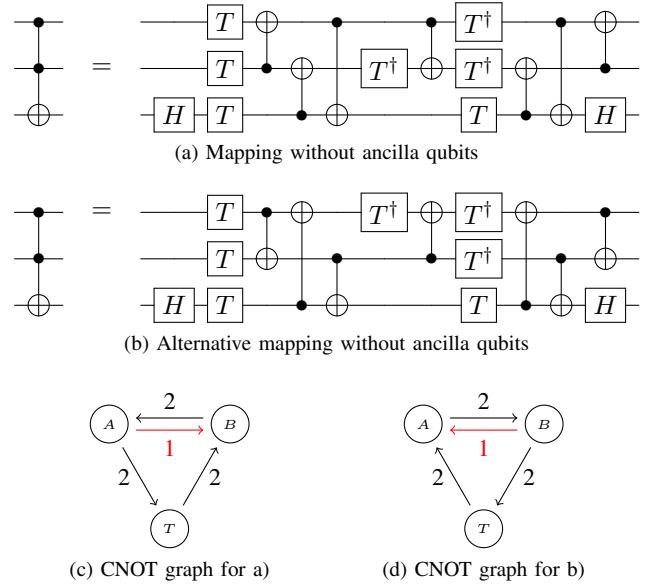 T T†
= T T† T†
H T T H
(a) Mapping without ancilla qubits
= T T† T†
T T†
H T T H
(b) Alternative mapping without ancilla qubits
2 2
A B A B
1 1
2 2 2 2
T T
(c) CNOT graph for a) (d) CNOT graph for b)